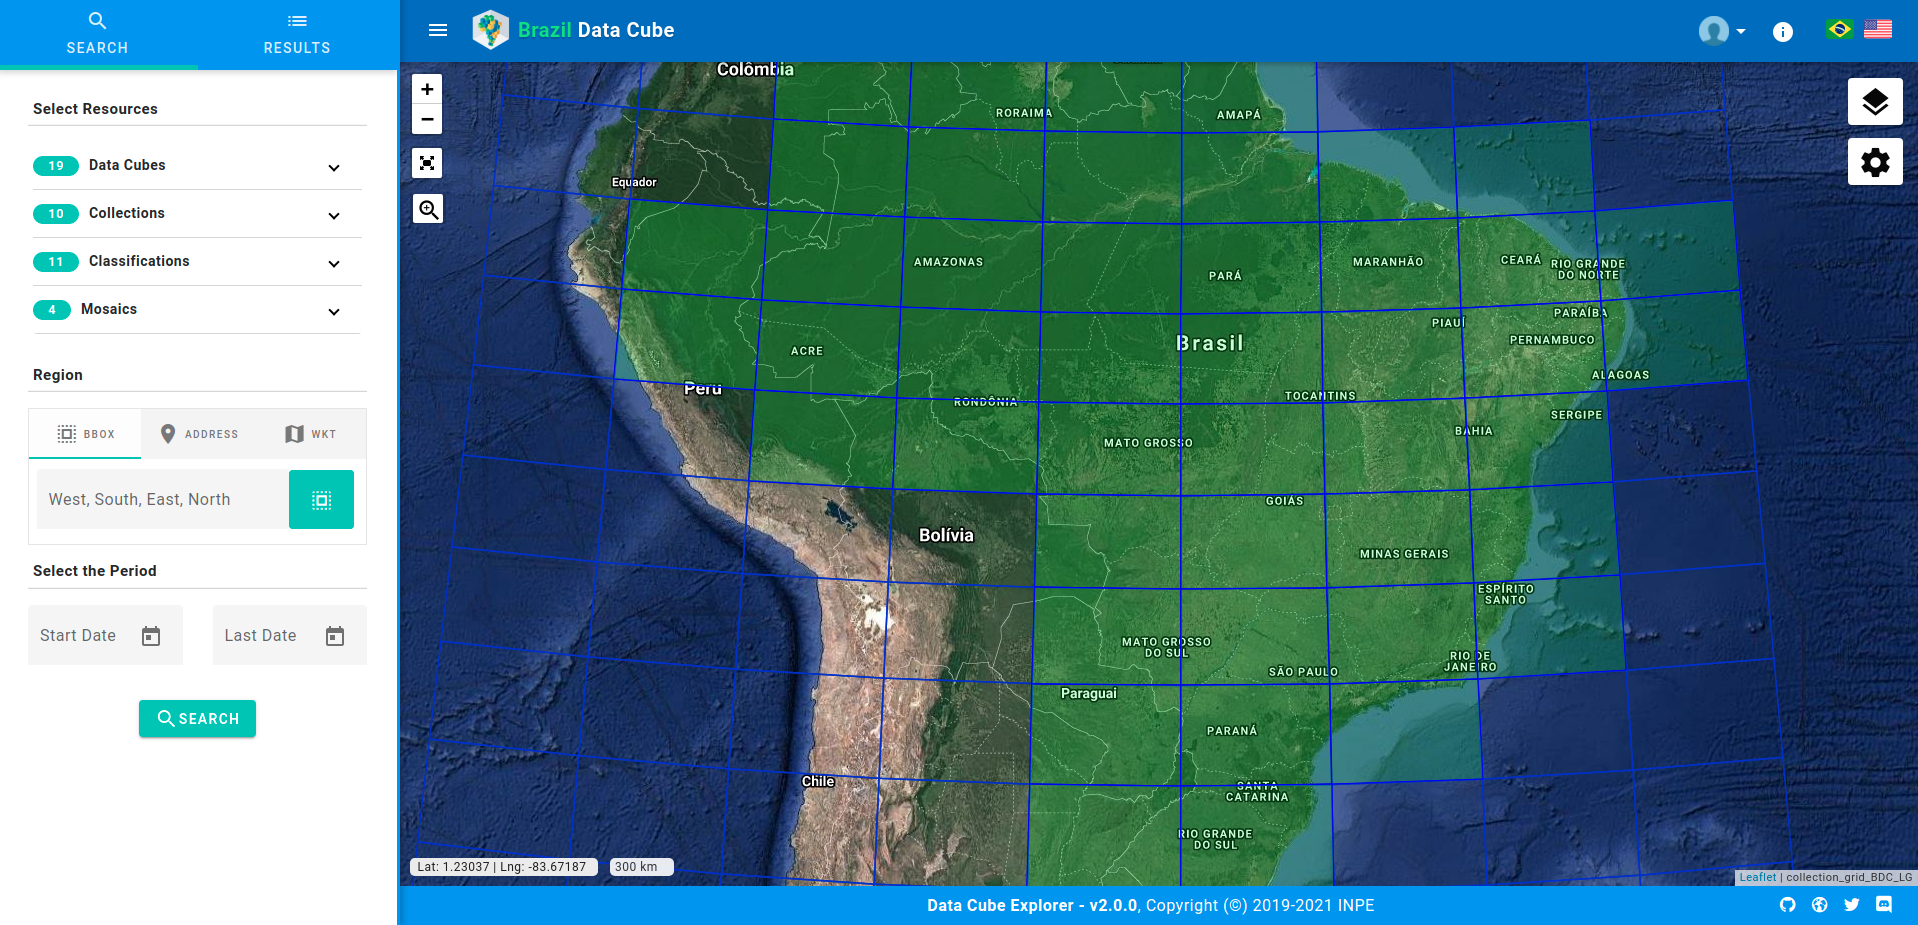 SEARCH
RESULTS
Brazil Data Cube
Select Resources
19 Data Cubes
10 Collections
11 Classifications
4 Mosaics
Region
BBOX
ADDRESS
WKT
West, South, East, North
Select the Period
Start Date
Last Date
SEARCH
+
−
Colômbia
RORAIMA
AMAPÁ
Equador
AMAZONAS
PARÁ
MARANHÃO
CEARÁ
RIO GRANDE
DO NORTE
PARAÍBA
PIAUÍ
PERNAMBUCO
Brasil
ACRE
ALAGOAS
Peru
RONDÔNIA
TOCANTINS
SERGIPE
BAHIA
MATO GROSSO
GOIÁS
Bolívia
MINAS GERAIS
ESPÍRITO
SANTO
MATO GROSSO
DO SUL
RIO DE
JANEIRO
SÃO PAULO
Paraguai
PARANÁ
Chile
SANTA
CATARINA
RIO GRANDE
DO SUL
Lat: 1.23037 | Lng: -83.67187
300 km
Leaflet | collection_grid_BDC_LG
Data Cube Explorer - v2.0.0, Copyright (©) 2019-2021 INPE